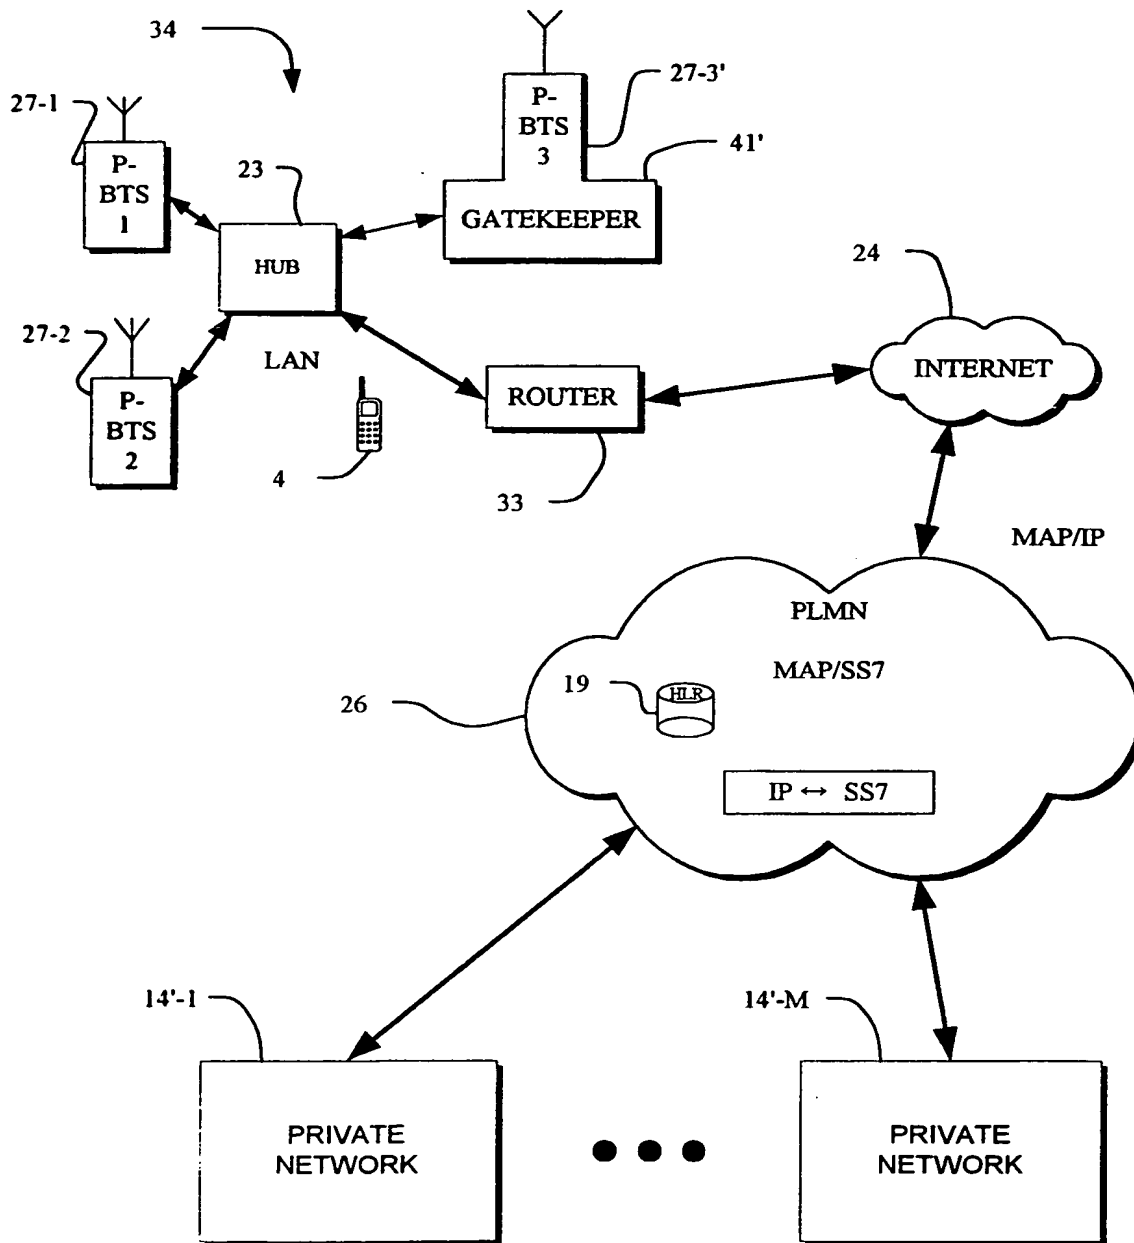 34
27-1
P-
BTS
1
23
HUB
P-
BTS
3
27-3'
41'
GATEKEEPER
27-2
P-
BTS
2
LAN
4
ROUTER
33
24
INTERNET
MAP/IP
PLMN
MAP/SS7
19
HLR
26
IP ↔ SS7
14'-1
PRIVATE
NETWORK
14'-M
PRIVATE
NETWORK